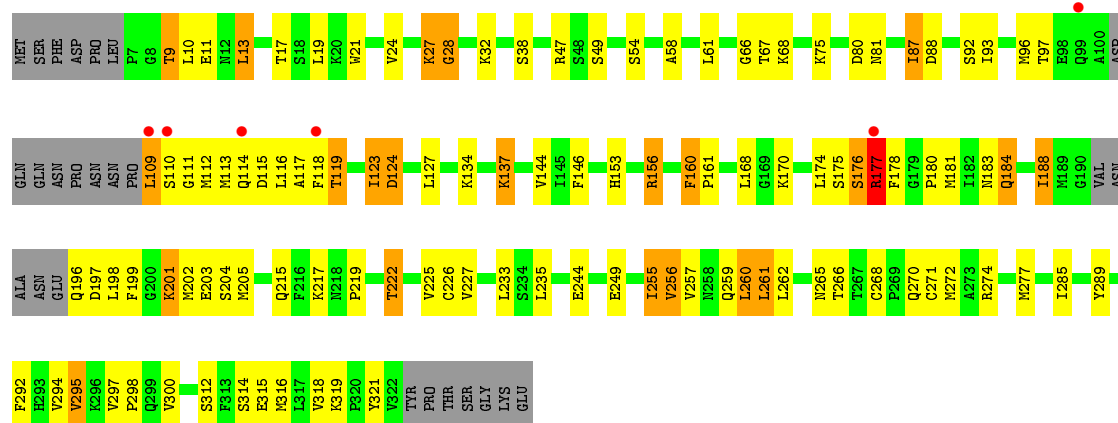 MET SER PHE ASP PRO LEU P7 G8 T9 L10 E11 N12 L13 T17 S18 L19 K20 W21 V24 K27 G28 K32 S38 R47 S48 S49 S54 A58 L61 G66 T67 K68 K75 D80 N81 I87 D88 S92 I93 M96 T97 E98 Q99 A100 ASP
GLN GLN ASN PRO ASN ASN PRO L109 S110 G111 M112 M113 Q114 D115 L116 A117 F118 T119 I123 D124 L127 K134 K137 V144 I145 F146 H153 R156 F160 P161 L168 G169 K170 L174 S175 S176 R177 F178 G179 P180 M181 I182 N183 Q184 I188 M189 G190 VAL ASN
ALA ASN GLU Q196 D197 L198 F199 G200 K201 M202 E203 S204 M205 Q215 F216 K217 N218 P219 T222 V225 C226 V227 L233 S234 L235 E244 E249 I255 V256 V257 N258 Q259 L260 L261 L262 N265 T266 T267 C268 P269 Q270 C271 M272 A273 R274 M277 I285 Y289
F292 H293 V294 V295 K296 V297 P298 Q299 V300 S312 F313 S314 E315 M316 L317 V318 K319 P320 Y321 V322 TYR PRO THR SER GLY LYS GLU